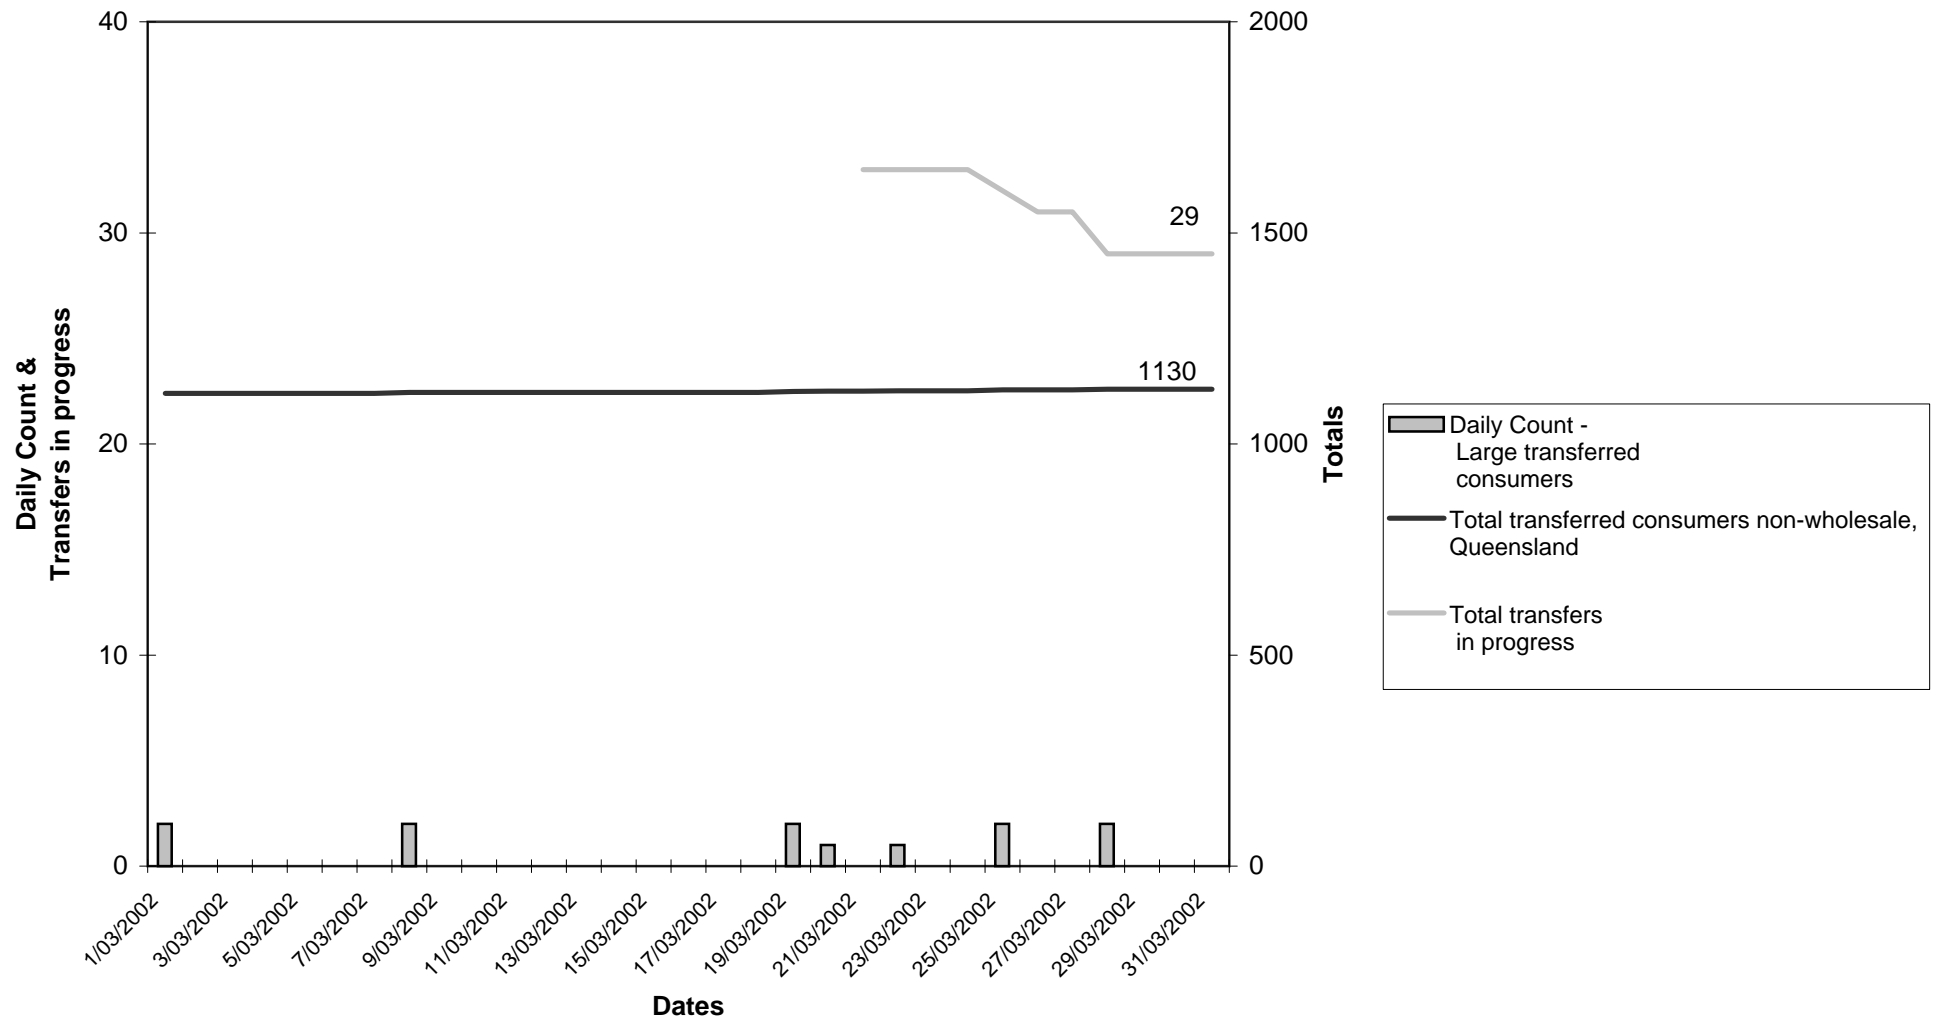 40
30
20
10
0
Daily Count &
Transfers in progress
29
1130
2000
1500
1000
500
0
Totals
1/03/2002
3/03/2002
5/03/2002
7/03/2002
9/03/2002
11/03/2002
13/03/2002
15/03/2002
17/03/2002
19/03/2002
21/03/2002
23/03/2002
25/03/2002
27/03/2002
29/03/2002
31/03/2002
Dates
Daily Count -
Large transferred
consumers
Total transferred consumers non-wholesale,
Queensland
Total transfers
in progress